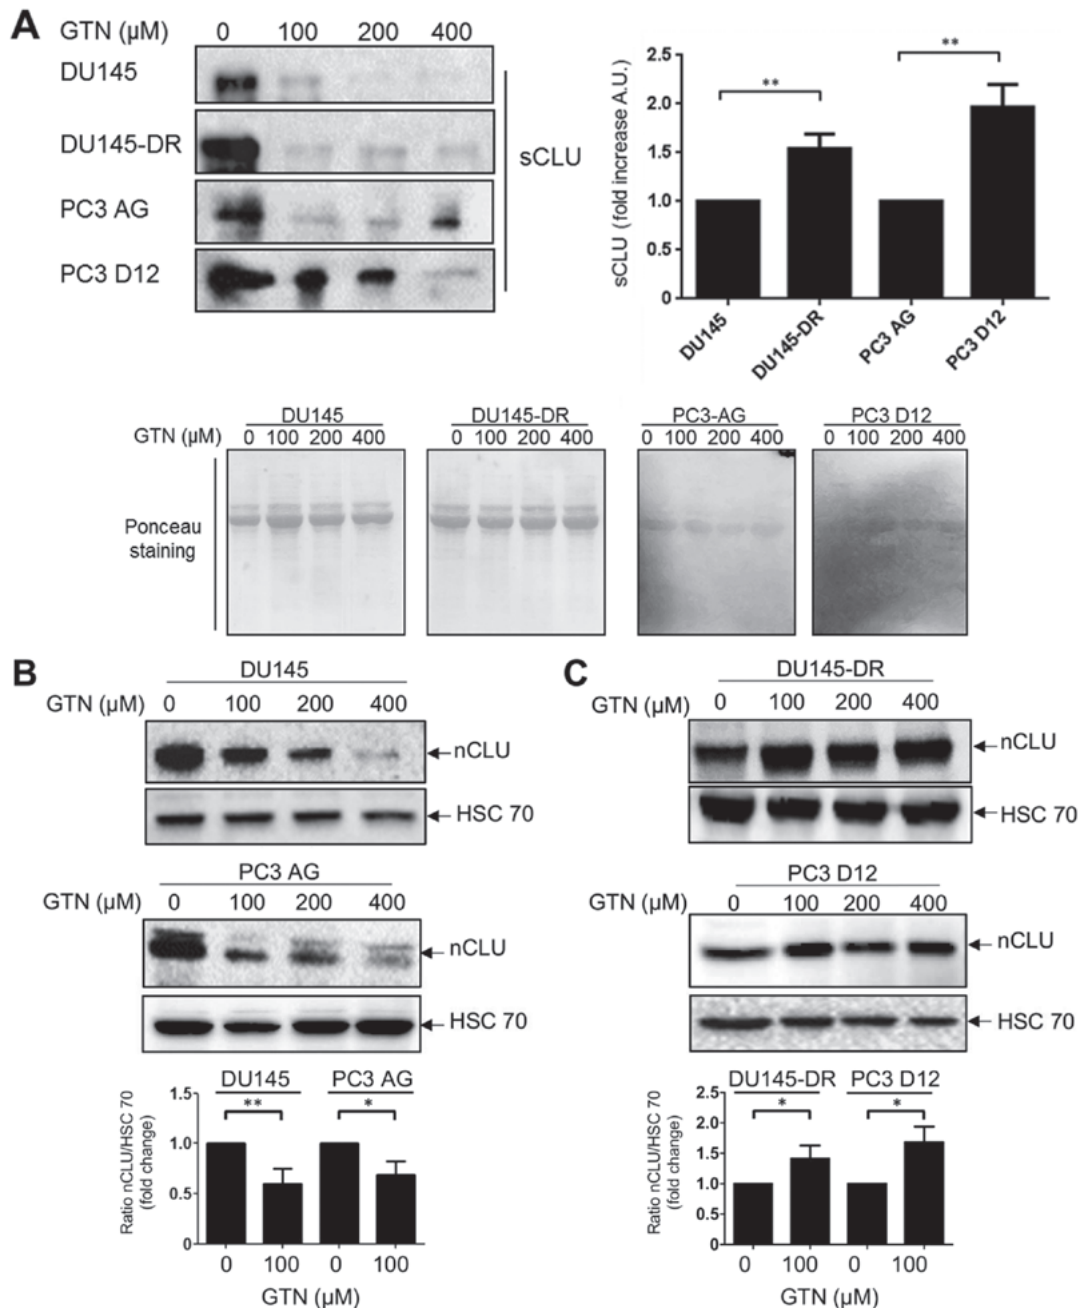 A
GTN (µM) 0 100 200 400
DU145
DU145-DR
PC3 AG
PC3 D12
sCLU
sCLU (fold increase A.U.)
2.5
2.0
1.5
1.0
0.5
0
**
**
DU145
DU145-DR
PC3 AG
PC3 D12
DU145 DU145-DR PC3-AG PC3 D12
GTN (µM) 0 100 200 400 0 100 200 400 0 100 200 400 0 100 200 400
Ponceau
staining
B
DU145
GTN (µM) 0 100 200 400
nCLU
HSC 70
PC3 AG
GTN (µM) 0 100 200 400
nCLU
HSC 70
DU145 PC3 AG
Ratio nCLU/HSC 70
(fold change)
1.5
1.0
0.5
0
** *
0 100 0 100
GTN (µM)
C
DU145-DR
GTN (µM) 0 100 200 400
nCLU
HSC 70
PC3 D12
GTN (µM) 0 100 200 400
nCLU
HSC 70
DU145-DR PC3 D12
Ratio nCLU/HSC 70
(fold change)
2.5
2.0
1.5
1.0
0.5
0
* *
0 100 0 100
GTN (µM)